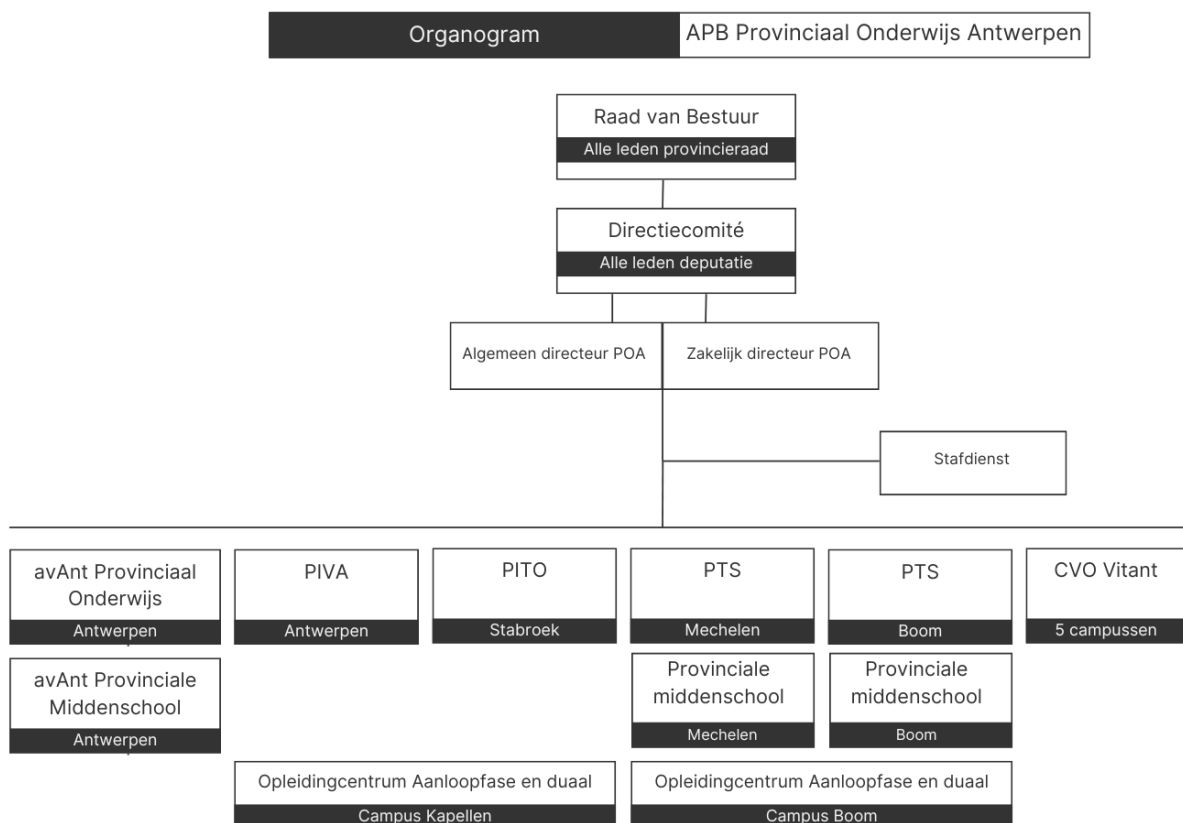 Organogram
APB Provinciaal Onderwijs Antwerpen
Raad van Bestuur
Alle leden provincieraad
Directiecomité
Alle leden deputatie
Algemeen directeur POA
Zakelijk directeur POA
Stafdienst
avAnt Provinciaal
Onderwijs
Antwerpen
PIVA
Antwerpen
PITO
Stabroek
PTS
Mechelen
PTS
Boom
CVO Vitant
5 campussen
avAnt Provinciale
Middenschool
Antwerpen
Provinciale
middenschool
Mechelen
Provinciale
middenschool
Boom
Opleidingcentrum Aanloopfase en duaal
Campus Kapellen
Opleidingcentrum Aanloopfase en duaal
Campus Boom